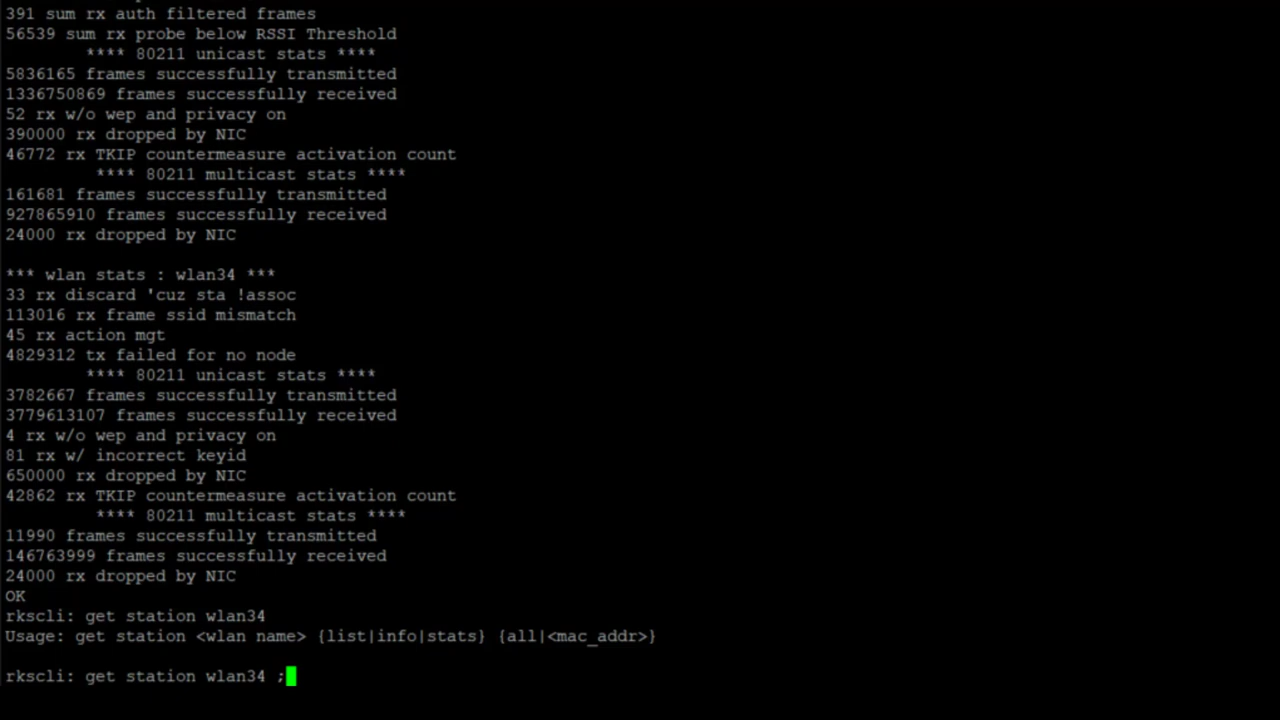 391 sum rx auth filtered frames
56539 sum rx probe below RSSI Threshold
**** 80211 unicast stats ****
5836165 frames successfully transmitted
1336750869 frames successfully received
52 rx w/o wep and privacy on
390000 rx dropped by NIC
46772 rx TKIP countermeasure activation count
**** 80211 multicast stats ****
161681 frames successfully transmitted
927865910 frames successfully received
24000 rx dropped by NIC
*** wlan stats : wlan34 ***
33 rx discard 'cuz sta !assoc
113016 rx frame ssid mismatch
45 rx action mgt
4829312 tx failed for no node
**** 80211 unicast stats ****
3782667 frames successfully transmitted
3779613107 frames successfully received
4 rx w/o wep and privacy on
81 rx w/ incorrect keyid
650000 rx dropped by NIC
42862 rx TKIP countermeasure activation count
**** 80211 multicast stats ****
11990 frames successfully transmitted
146763999 frames successfully received
24000 rx dropped by NIC
OK
rkscli: get station wlan34
Usage: get station <wlan name> {list|info|stats} {all|<mac_addr>}
rkscli: get station wlan34 ;